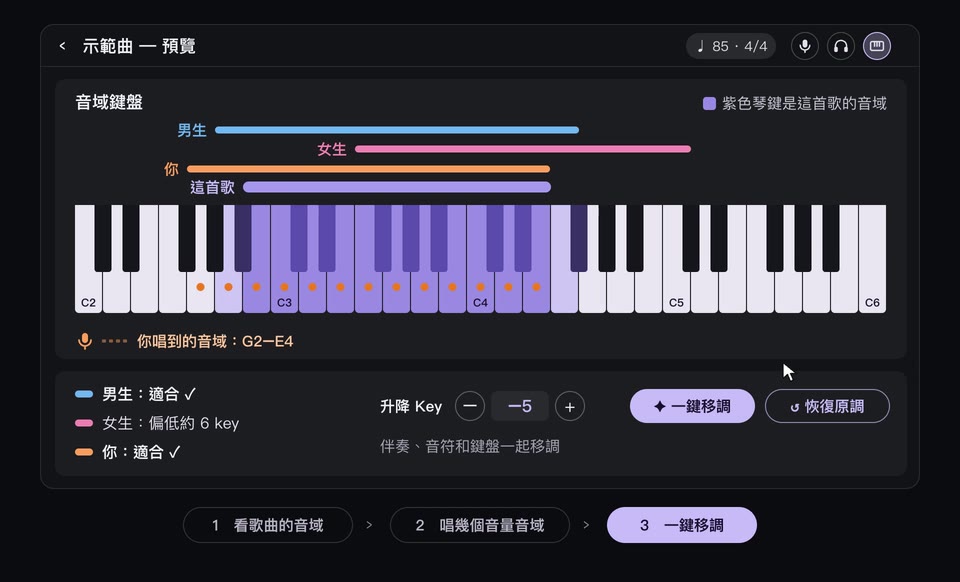 示範曲 — 預覽
♩ 85 · 4/4
音域鍵盤
紫色琴鍵是這首歌的音域
男生
女生
你
這首歌
C2 C3 C4 C5 C6
你唱到的音域：G2–E4
男生：適合 ✓
女生：偏低約 6 key
你：適合 ✓
升降 Key − −5 +
伴奏、音符和鍵盤一起移調
✦ 一鍵移調
↺ 恢復原調
1 看歌曲的音域 > 2 唱幾個音量音域 > 3 一鍵移調